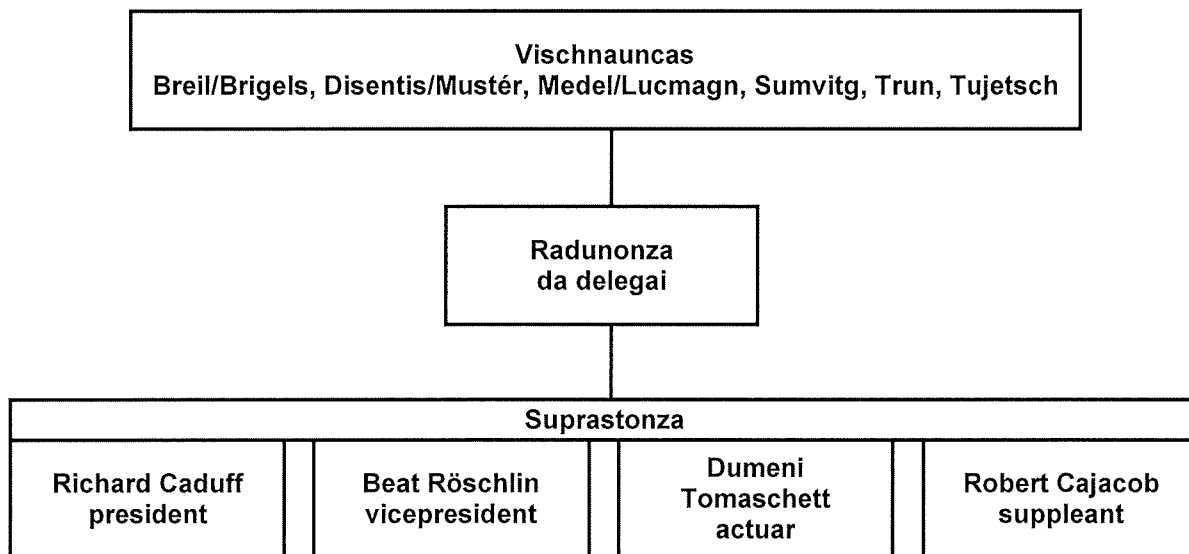 Vischnauncas
Breil/Brigels, Disentis/Mustér, Medel/Lucmagn, Sumvitg, Trun, Tujetsch
Radunonza
da delegai
Suprastonza
Richard Caduff
president
Beat Röschlin
vicepresident
Dumeni
Tomaschett
actuar
Robert Cajacob
suppleant